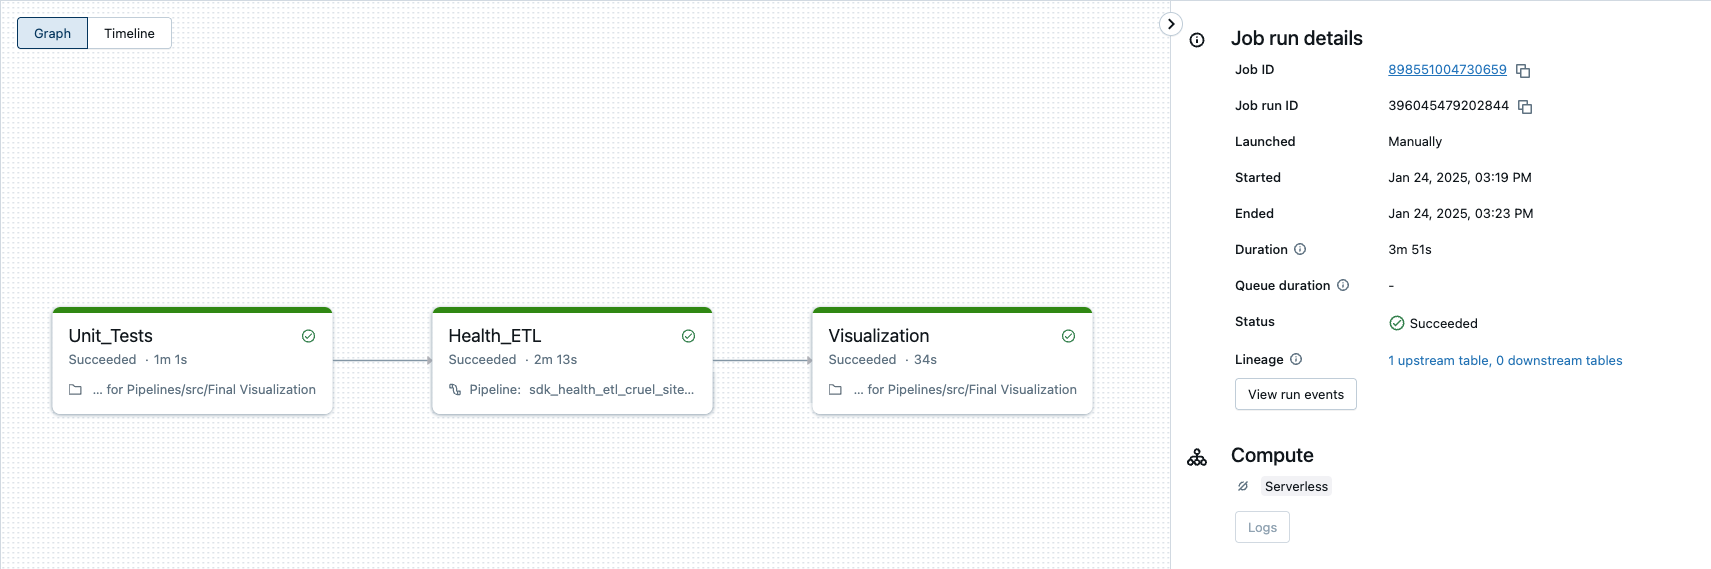 Graph
Timeline
Unit_Tests
Succeeded · 1m 1s
... for Pipelines/src/Final Visualization
Health_ETL
Succeeded · 2m 13s
Pipeline: sdk_health_etl_cruel_site...
Visualization
Succeeded · 34s
... for Pipelines/src/Final Visualization
Job run details
Job ID 898551004730659
Job run ID 396045479202844
Launched Manually
Started Jan 24, 2025, 03:19 PM
Ended Jan 24, 2025, 03:23 PM
Duration 3m 51s
Queue duration -
Status Succeeded
Lineage 1 upstream table, 0 downstream tables
View run events
Compute
Serverless
Logs